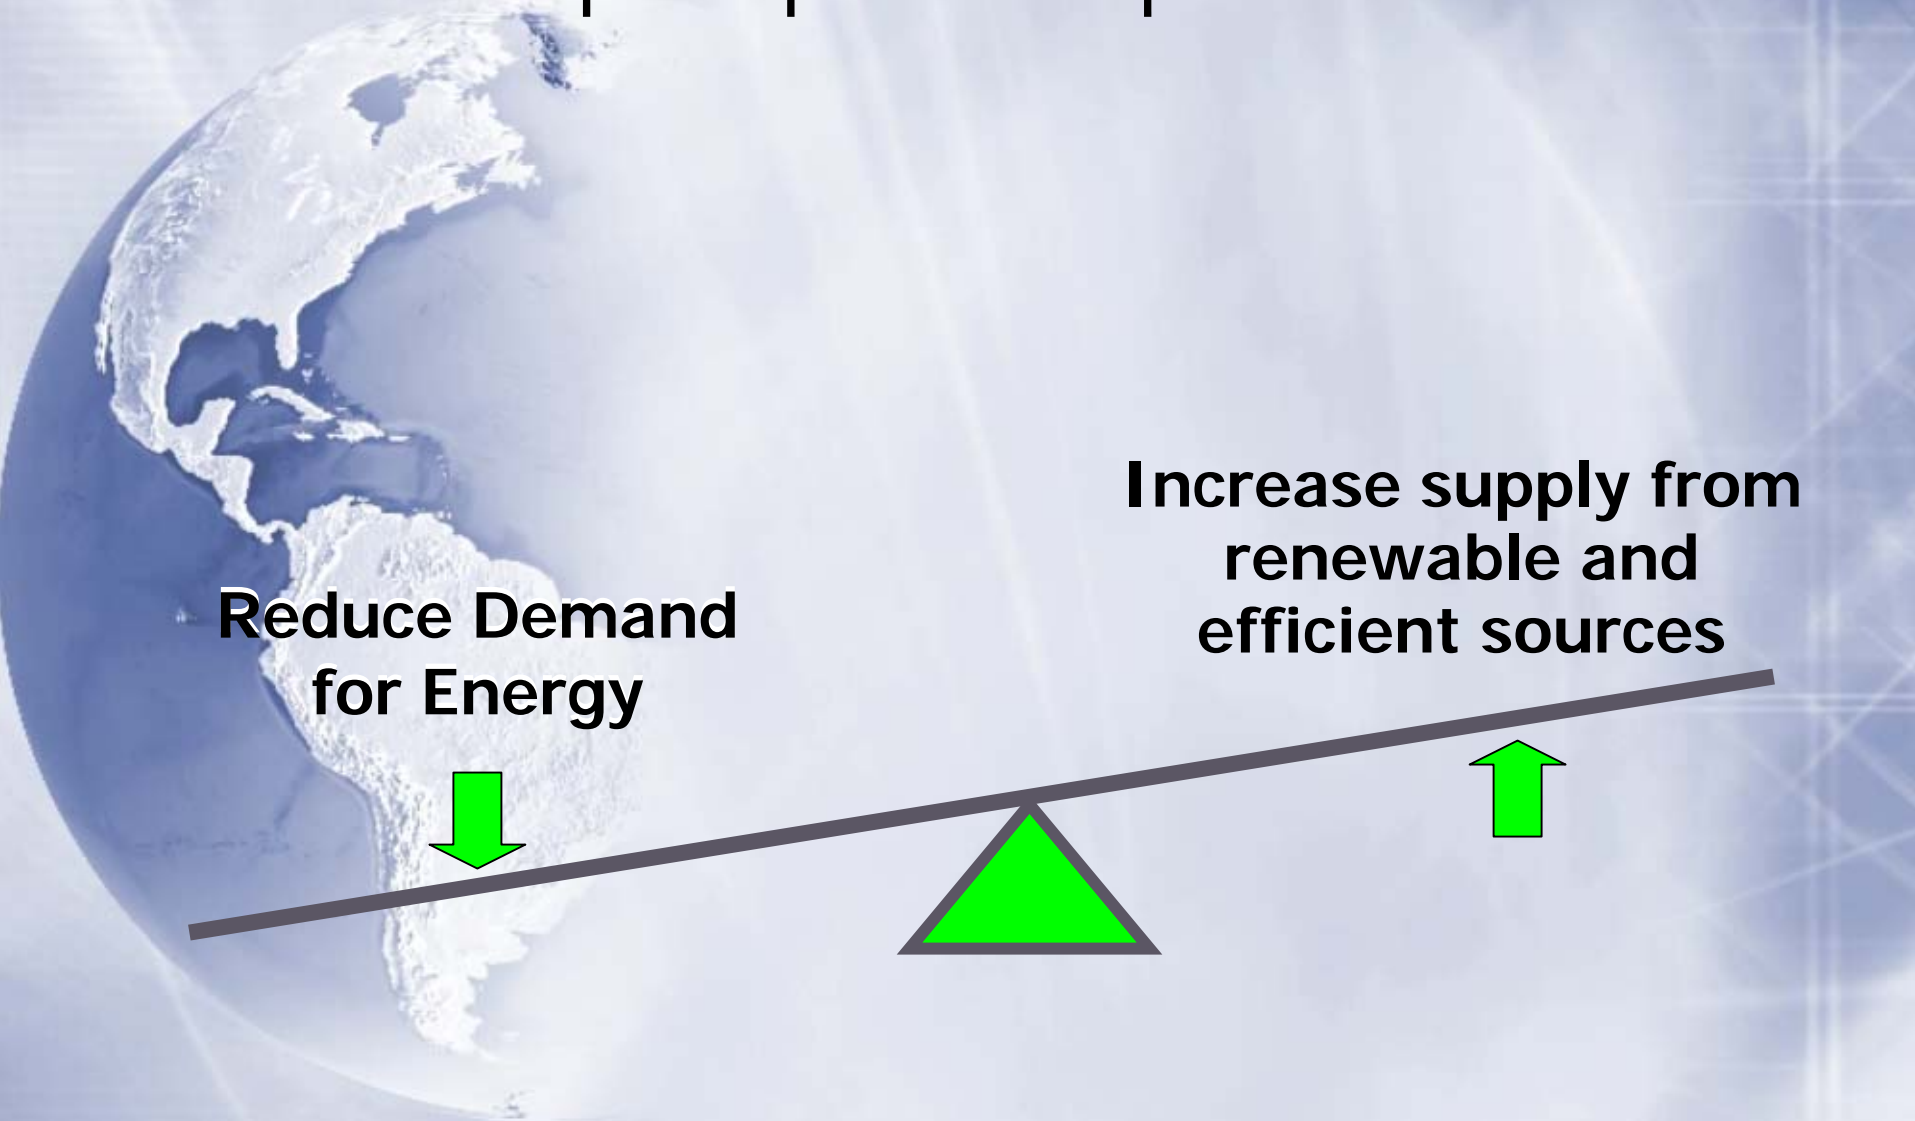 Reduce Demand
for Energy
Increase supply from
renewable and
efficient sources